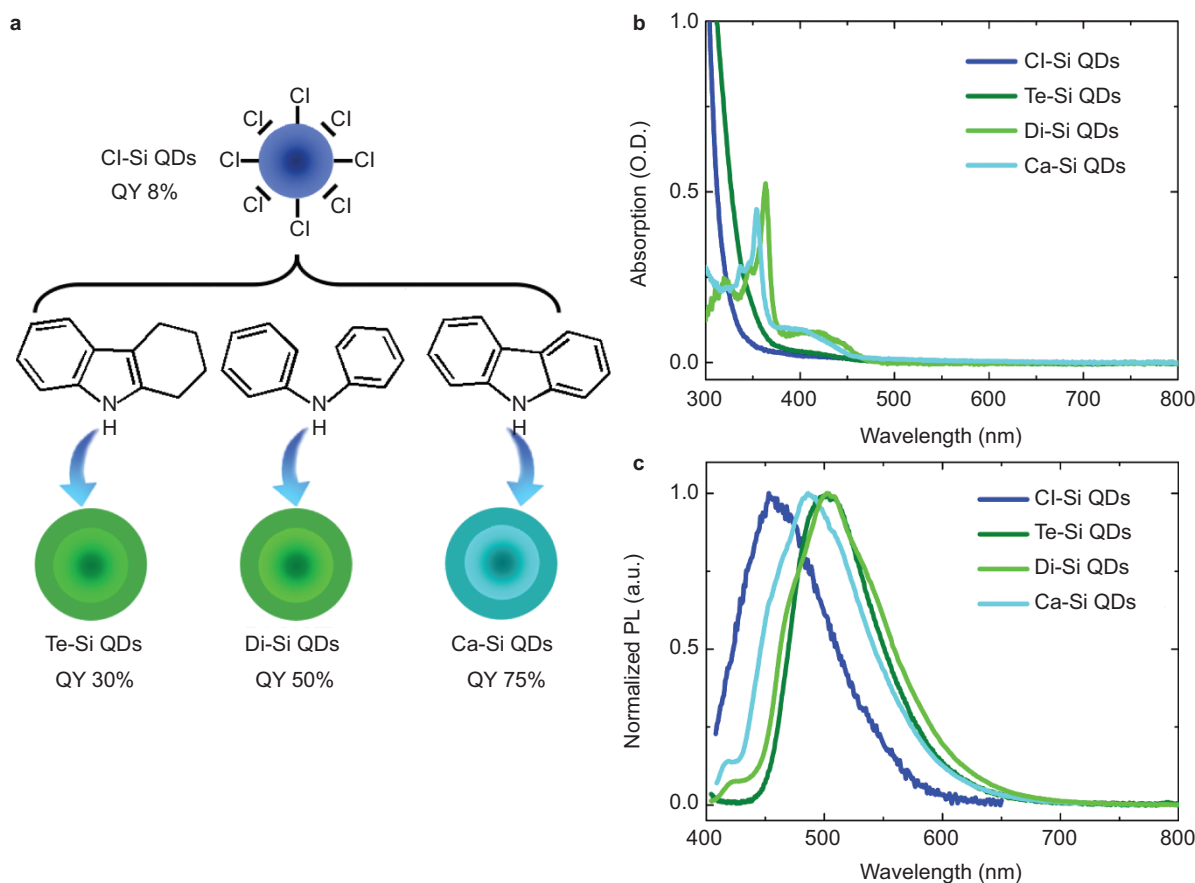 a
Cl
Cl
Cl
Cl-Si QDs
Cl
Cl
QY 8%
Cl
Cl
Cl
N
H
N
H
N
H
Te-Si QDs
Di-Si QDs
Ca-Si QDs
QY 30%
QY 50%
QY 75%
b
1.0
0.5
0.0
Absorption (O.D.)
Cl-Si QDs
Te-Si QDs
Di-Si QDs
Ca-Si QDs
300 400 500 600 700 800
Wavelength (nm)
c
1.0
0.5
0.0
Normalized PL (a.u.)
Cl-Si QDs
Te-Si QDs
Di-Si QDs
Ca-Si QDs
400 500 600 700 800
Wavelength (nm)